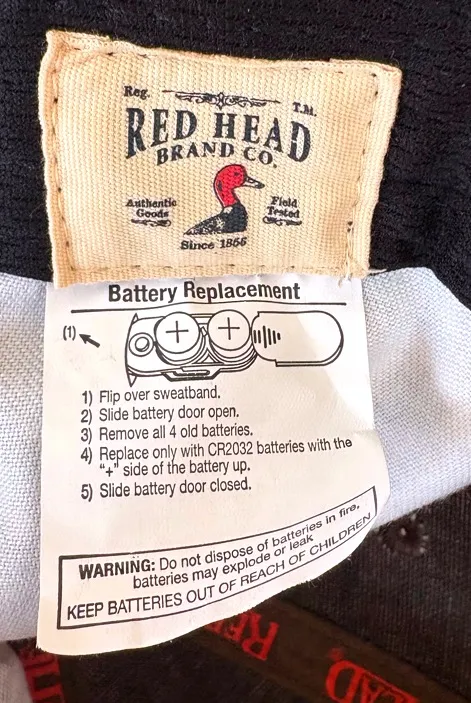 Reg. T.M.
RED HEAD
BRAND CO.
Authentic Goods
Field Tested
Since 1856
Battery Replacement
(1)
+ +
1) Flip over sweatband.
2) Slide battery door open.
3) Remove all 4 old batteries.
4) Replace only with CR2032 batteries with the
"+" side of the battery up.
5) Slide battery door closed.
WARNING: Do not dispose of batteries in fire,
batteries may explode or leak
KEEP BATTERIES OUT OF REACH OF CHILDREN